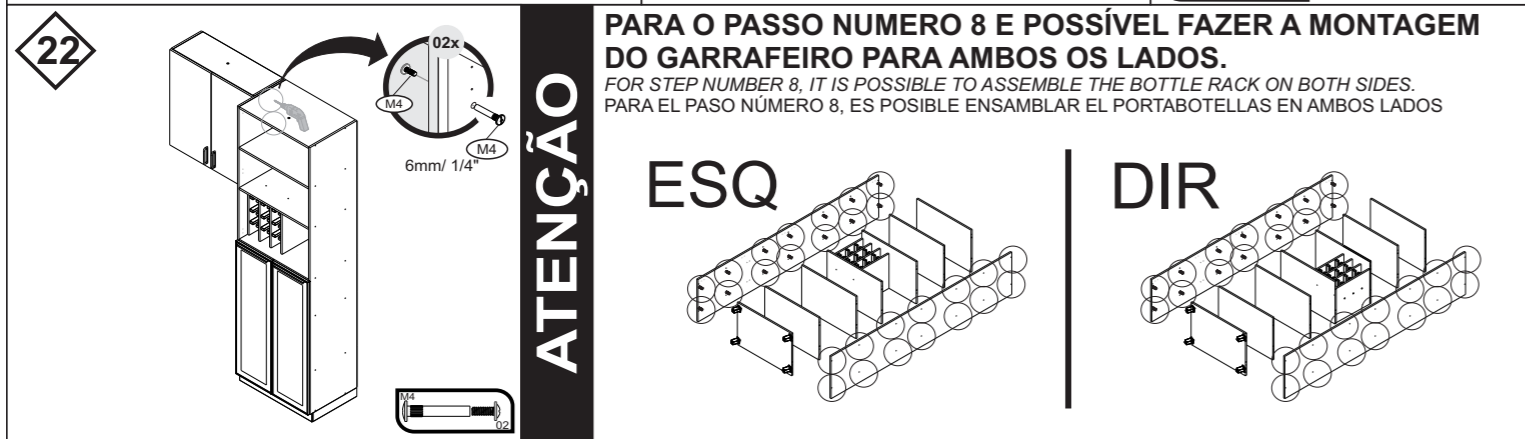 22
02x
M4
M4
6mm/ 1/4"
M4
02
ATENÇÃO
PARA O PASSO NUMERO 8 E POSSÍVEL FAZER A MONTAGEM
DO GARRAFEIRO PARA AMBOS OS LADOS.
FOR STEP NUMBER 8, IT IS POSSIBLE TO ASSEMBLE THE BOTTLE RACK ON BOTH SIDES.
PARA EL PASO NÚMERO 8, ES POSIBLE ENSAMBLAR EL PORTABOTELLAS EN AMBOS LADOS
ESQ
DIR